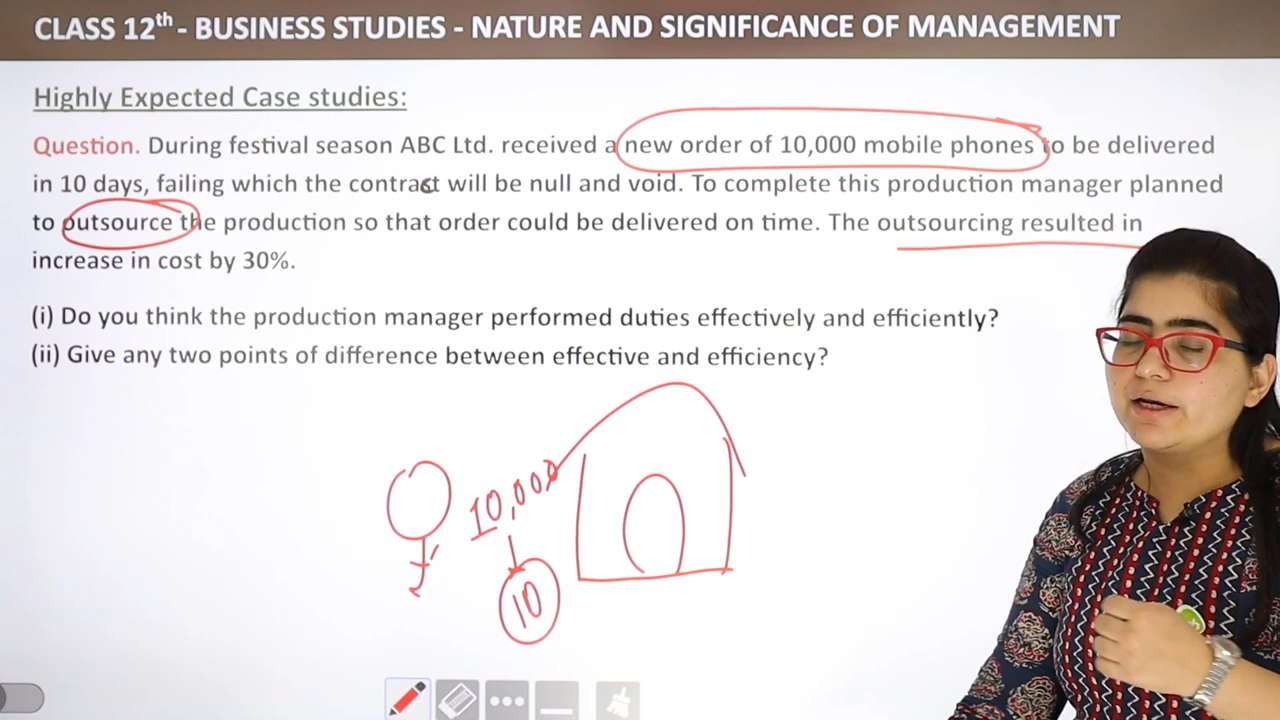 CLASS 12th - BUSINESS STUDIES - NATURE AND SIGNIFICANCE OF MANAGEMENT
Highly Expected Case studies:
Question. During festival season ABC Ltd. received a new order of 10,000 mobile phones to be delivered
in 10 days, failing which the contract will be null and void. To complete this production manager planned
to outsource the production so that order could be delivered on time. The outsourcing resulted in
increase in cost by 30%.
(i) Do you think the production manager performed duties effectively and efficiently?
(ii) Give any two points of difference between effective and efficiency?
10,000
10